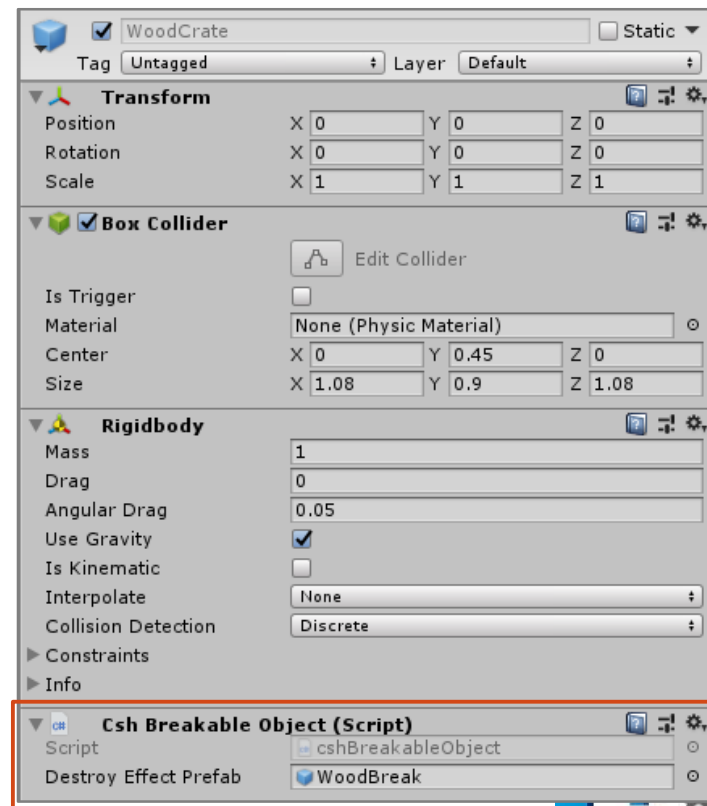 WoodCrate Static
Tag Untagged Layer Default
Transform
Position X 0 Y 0 Z 0
Rotation X 0 Y 0 Z 0
Scale X 1 Y 1 Z 1
Box Collider
Edit Collider
Is Trigger
Material None (Physic Material)
Center X 0 Y 0.45 Z 0
Size X 1.08 Y 0.9 Z 1.08
Rigidbody
Mass 1
Drag 0
Angular Drag 0.05
Use Gravity
Is Kinematic
Interpolate None
Collision Detection Discrete
Constraints
Info
c# Csh Breakable Object (Script)
Script cshBreakableObject
Destroy Effect Prefab WoodBreak